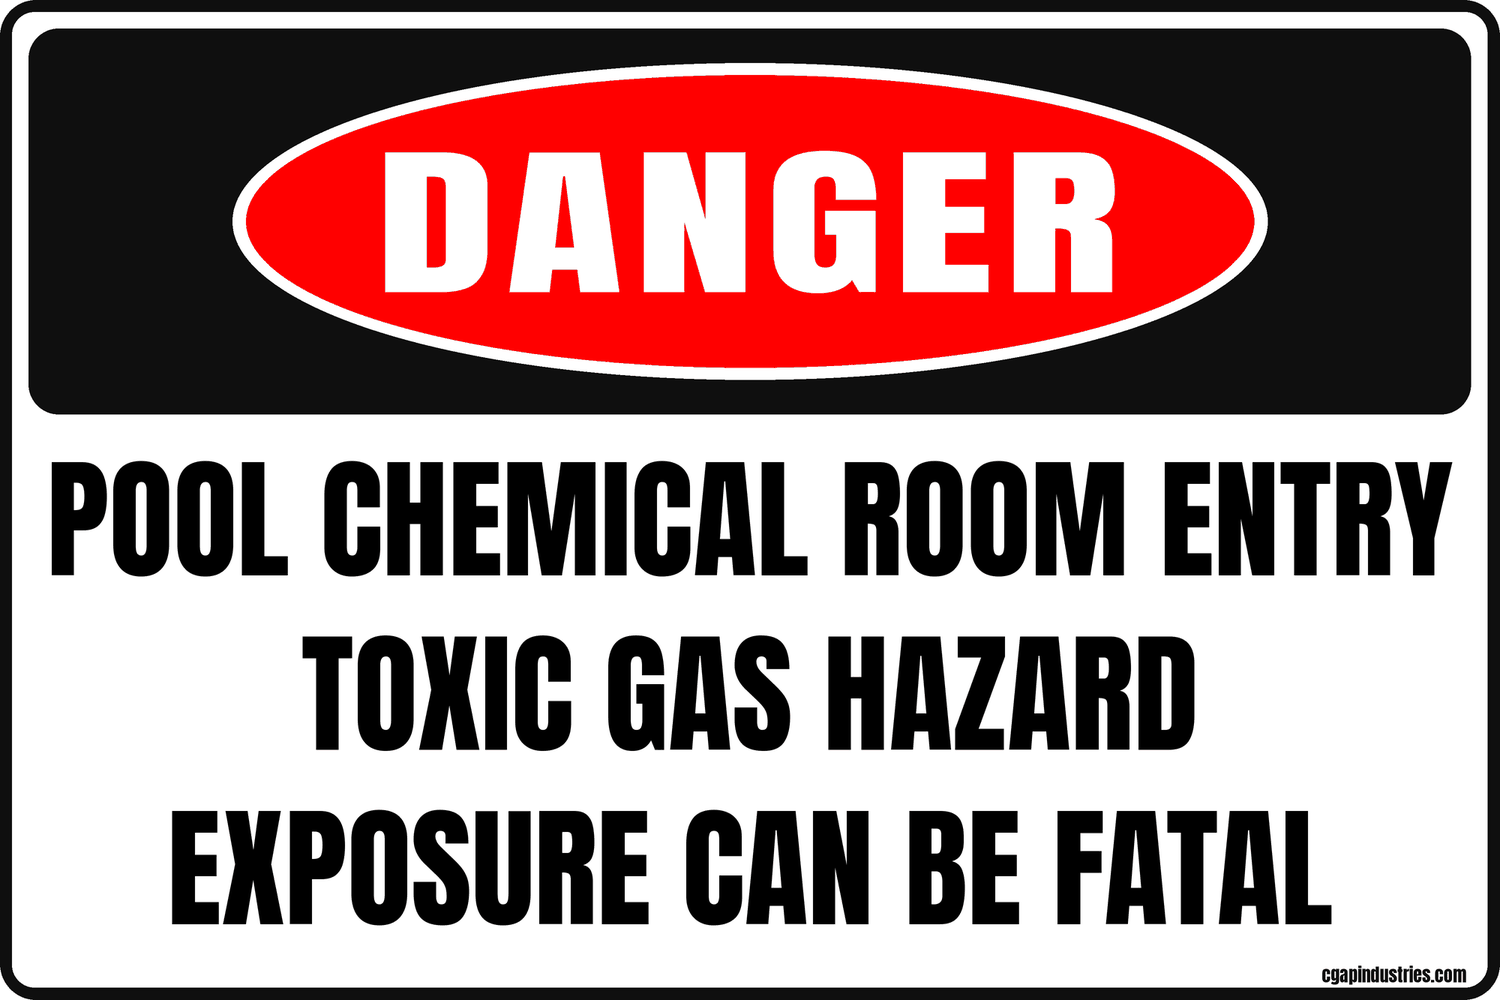 DANGER
POOL CHEMICAL ROOM ENTRY
TOXIC GAS HAZARD
EXPOSURE CAN BE FATAL
cgapindustries.com